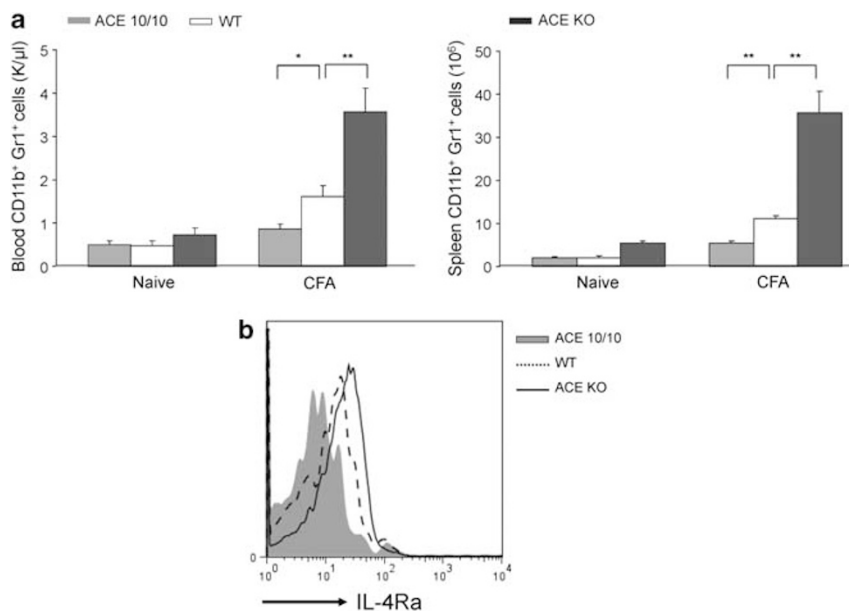 a
ACE 10/10 WT ACE KO
Blood CD11b⁺ Gr1⁺ cells (K/μl)
5
4
3
2
1
0
* **
Naive CFA
Spleen CD11b⁺ Gr1⁺ cells (10⁶)
50
40
30
20
10
0
** **
Naive CFA
b
ACE 10/10
WT
ACE KO
0
10⁰ 10¹ 10² 10³ 10⁴
IL-4Ra